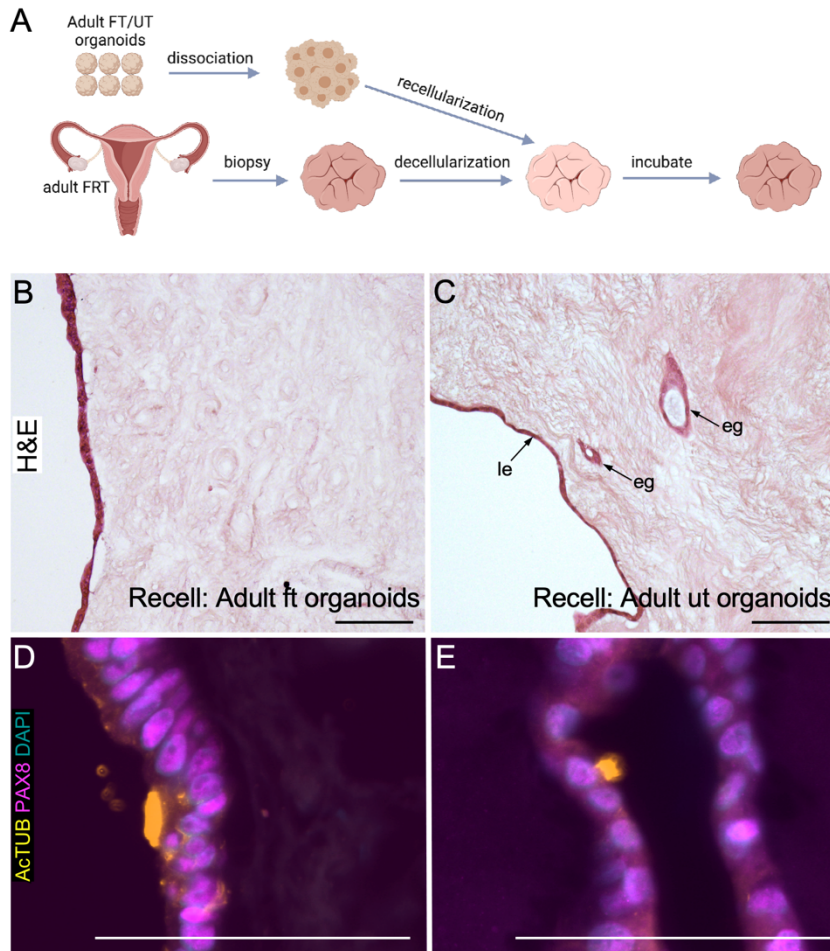 A
Adult FT/UT
organoids
dissociation
recellularization
adult FRT
biopsy
decellularization
incubate
B
C
H&E
le
eg
eg
Recell: Adult ft organoids
Recell: Adult ut organoids
D
E
AcTUB PAX8 DAPI